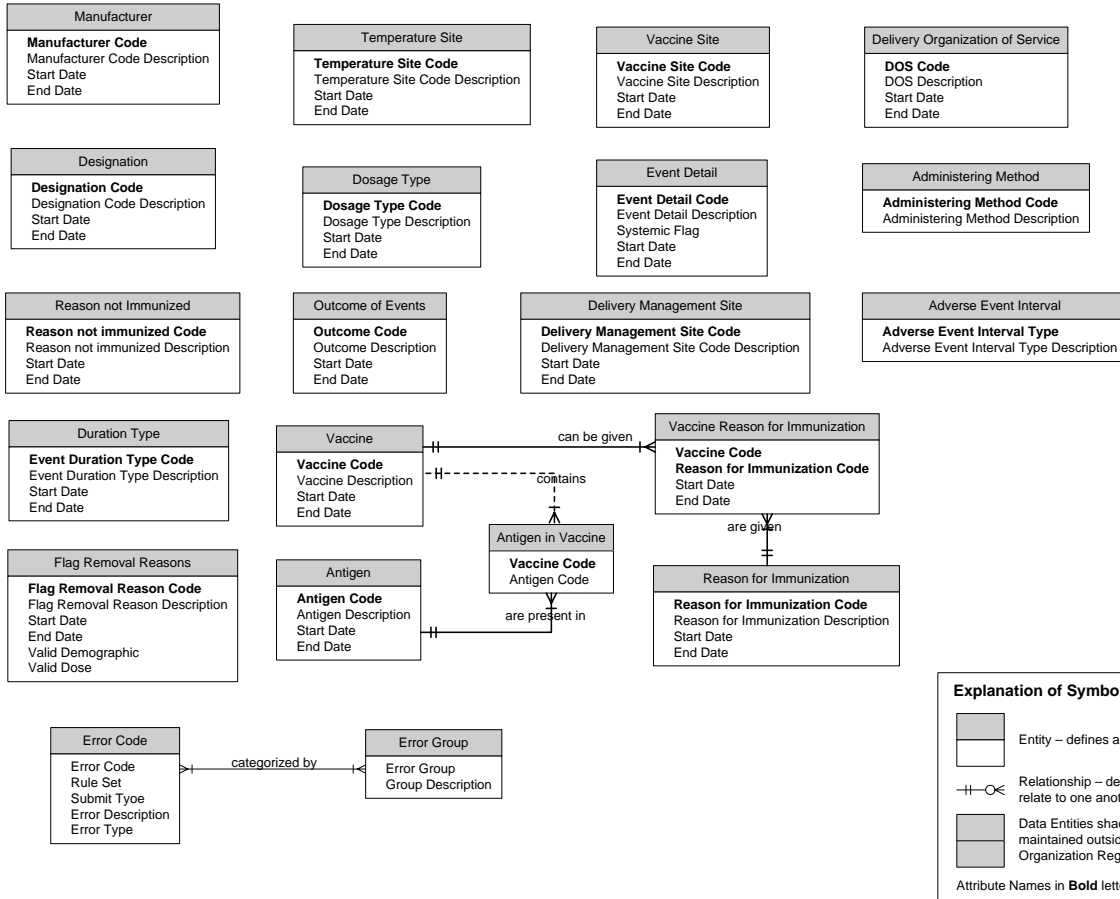 Manufacturer
Manufacturer Code
Manufacturer Code Description
Start Date
End Date
Temperature Site
Temperature Site Code
Temperature Site Code Description
Start Date
End Date
Vaccine Site
Vaccine Site Code
Vaccine Site Description
Start Date
End Date
Delivery Organization of Service
DOS Code
DOS Description
Start Date
End Date
Designation
Designation Code
Designation Code Description
Start Date
End Date
Dosage Type
Dosage Type Code
Dosage Type Description
Start Date
End Date
Event Detail
Event Detail Code
Event Detail Description
Systemic Flag
Start Date
End Date
Administering Method
Administering Method Code
Administering Method Description
Reason not Immunized
Reason not immunized Code
Reason not immunized Description
Start Date
End Date
Outcome of Events
Outcome Code
Outcome Description
Start Date
End Date
Delivery Management Site
Delivery Management Site Code
Delivery Management Site Code Description
Start Date
End Date
Adverse Event Interval
Adverse Event Interval Type
Adverse Event Interval Type Description
Duration Type
Event Duration Type Code
Event Duration Type Description
Start Date
End Date
Vaccine
Vaccine Code
Vaccine Description
Start Date
End Date
can be given
contains
Vaccine Reason for Immunization
Vaccine Code
Reason for Immunization Code
Start Date
End Date
are given
Flag Removal Reasons
Flag Removal Reason Code
Flag Removal Reason Description
Start Date
End Date
Valid Demographic
Valid Dose
Antigen
Antigen Code
Antigen Description
Start Date
End Date
Antigen in Vaccine
Vaccine Code
Antigen Code
are present in
Reason for Immunization
Reason for Immunization Code
Reason for Immunization Description
Start Date
End Date
Error Code
Error Code
Rule Set
Submit Tyoe
Error Description
Error Type
categorized by
Error Group
Error Group
Group Description
Explanation of Symbo
Entity – defines a
Relationship – de
relate to one anot
Data Entities shad
maintained outsid
Organization Reg
Attribute Names in Bold lette